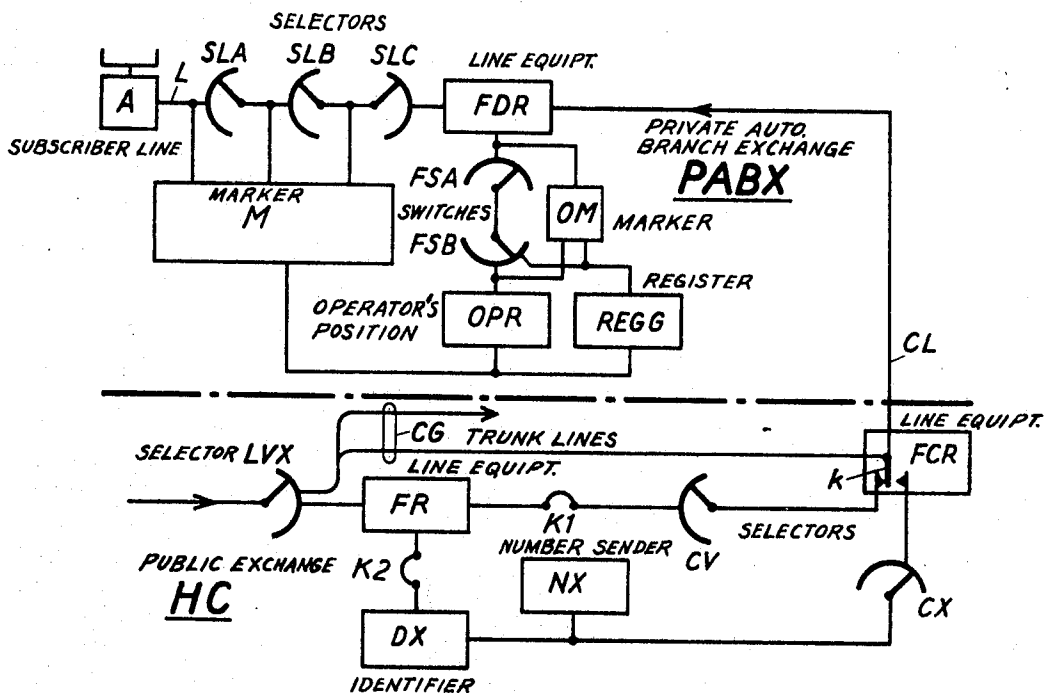 SELECTORS
SLA
SLB
SLC
LINE EQUIPT.
L
A
FDR
SUBSCRIBER LINE
PRIVATE AUTO.
BRANCH EXCHANGE
PABX
MARKER
M
FSA
SWITCHES
FSB
OM
MARKER
REGISTER
OPERATOR'S
POSITION
OPR
REGG
CL
LINE EQUIPT.
CG
TRUNK LINES
SELECTOR LVX
LINE EQUIPT.
FCR
k
FR
K1
SELECTORS
NUMBER SENDER
CV
PUBLIC EXCHANGE
HC
K2
NX
CX
DX
IDENTIFIER